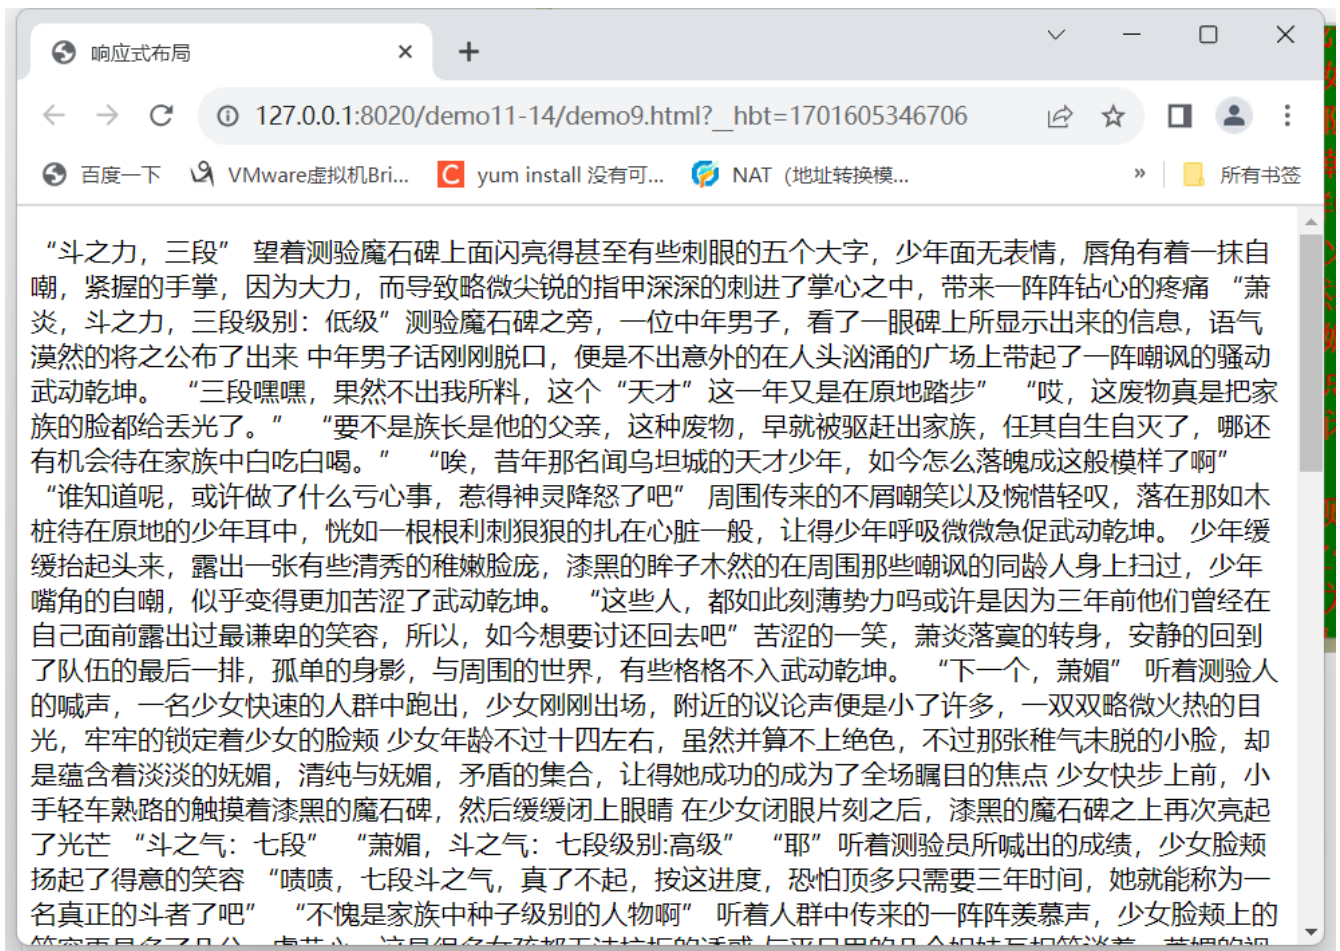 响应式布局
127.0.0.1:8020/demo11-14/demo9.html?__hbt=1701605346706
百度一下 VMware虚拟机Bri... yum install 没有可... NAT（地址转换模... » 所有书签
“斗之力，三段” 望着测验魔石碑上面闪亮得甚至有些刺眼的五个大字，少年面无表情，唇角有着一抹自
嘲，紧握的手掌，因为大力，而导致略微尖锐的指甲深深的刺进了掌心之中，带来一阵阵钻心的疼痛 “萧
炎，斗之力，三段级别：低级”测验魔石碑之旁，一位中年男子，看了一眼碑上所显示出来的信息，语气
漠然的将之公布了出来 中年男子话刚刚脱口，便是不出意外的在人头汹涌的广场上带起了一阵嘲讽的骚动
武动乾坤。 “三段嘿嘿，果然不出我所料，这个“天才”这一年又是在原地踏步” “哎，这废物真是把家
族的脸都给丢光了。” “要不是族长是他的父亲，这种废物，早就被驱赶出家族，任其自生自灭了，哪还
有机会待在家族中白吃白喝。” “唉，昔年那名闻乌坦城的天才少年，如今怎么落魄成这般模样了啊”
“谁知道呢，或许做了什么亏心事，惹得神灵降怒了吧” 周围传来的不屑嘲笑以及惋惜轻叹，落在那如木
桩待在原地的少年耳中，恍如一根根利刺狠狠的扎在心脏一般，让得少年呼吸微微急促武动乾坤。 少年缓
缓抬起头来，露出一张有些清秀的稚嫩脸庞，漆黑的眸子木然的在周围那些嘲讽的同龄人身上扫过，少年
嘴角的自嘲，似乎变得更加苦涩了武动乾坤。 “这些人，都如此刻薄势力吗或许是因为三年前他们曾经在
自己面前露出过最谦卑的笑容，所以，如今想要讨还回去吧”苦涩的一笑，萧炎落寞的转身，安静的回到
了队伍的最后一排，孤单的身影，与周围的世界，有些格格不入武动乾坤。 “下一个，萧媚” 听着测验人
的喊声，一名少女快速的人群中跑出，少女刚刚出场，附近的议论声便是小了许多，一双双略微火热的目
光，牢牢的锁定着少女的脸颊 少女年龄不过十四左右，虽然并算不上绝色，不过那张稚气未脱的小脸，却
是蕴含着淡淡的妩媚，清纯与妩媚，矛盾的集合，让得她成功的成为了全场瞩目的焦点 少女快步上前，小
手轻车熟路的触摸着漆黑的魔石碑，然后缓缓闭上眼睛 在少女闭眼片刻之后，漆黑的魔石碑之上再次亮起
了光芒 “斗之气：七段” “萧媚，斗之气：七段级别:高级” “耶”听着测验员所喊出的成绩，少女脸颊
扬起了得意的笑容 “啧啧，七段斗之气，真了不起，按这进度，恐怕顶多只需要三年时间，她就能称为一
名真正的斗者了吧” “不愧是家族中种子级别的人物啊” 听着人群中传来的一阵阵羡慕声，少女脸颊上的